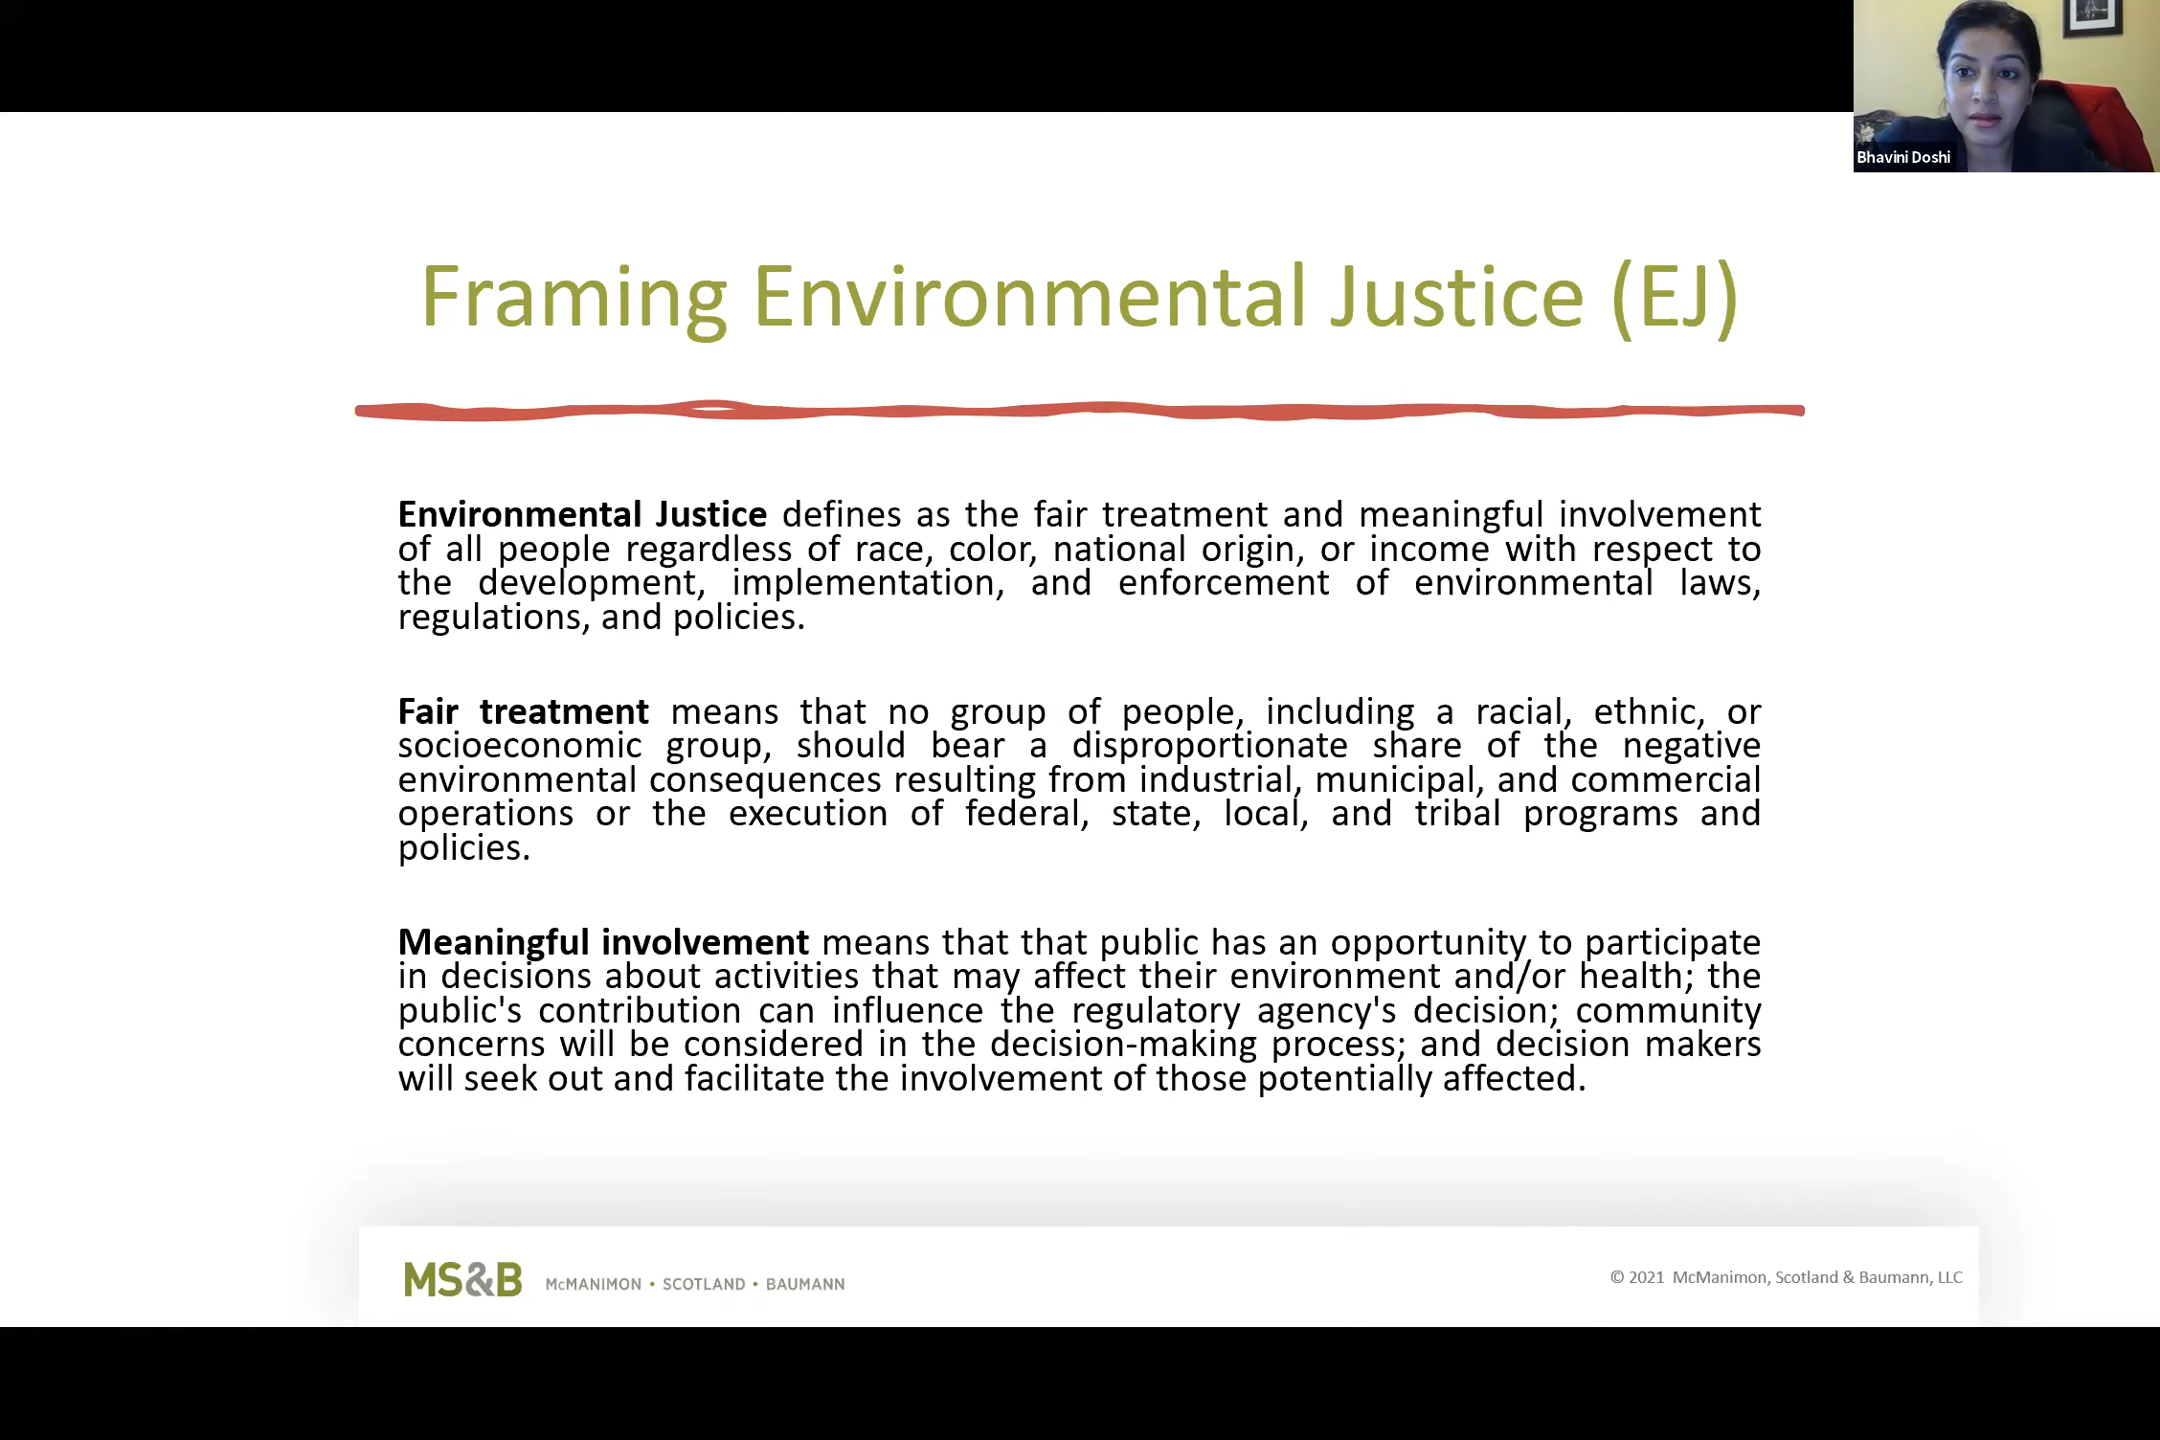 Bhavini Doshi
Framing Environmental Justice (EJ)
Environmental Justice defines as the fair treatment and meaningful involvement
of all people regardless of race, color, national origin, or income with respect to
the development, implementation, and enforcement of environmental laws,
regulations, and policies.
Fair treatment means that no group of people, including a racial, ethnic, or
socioeconomic group, should bear a disproportionate share of the negative
environmental consequences resulting from industrial, municipal, and commercial
operations or the execution of federal, state, local, and tribal programs and
policies.
Meaningful involvement means that that public has an opportunity to participate
in decisions about activities that may affect their environment and/or health; the
public's contribution can influence the regulatory agency's decision; community
concerns will be considered in the decision-making process; and decision makers
will seek out and facilitate the involvement of those potentially affected.
MS&B McMANIMON • SCOTLAND • BAUMANN
© 2021 McManimon, Scotland & Baumann, LLC